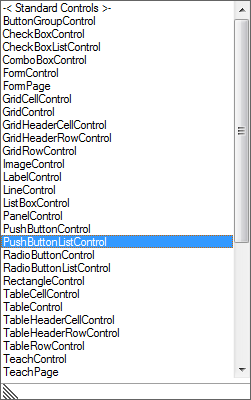 -< Standard Controls >-
ButtonGroupControl
CheckBoxControl
CheckBoxListControl
ComboBoxControl
FormControl
FormPage
GridCellControl
GridControl
GridHeaderCellControl
GridHeaderRowControl
GridRowControl
ImageControl
LabelControl
LineControl
ListBoxControl
PanelControl
PushButtonControl
PushButtonListControl
RadioButtonControl
RadioButtonListControl
RectangleControl
TableCellControl
TableControl
TableHeaderCellControl
TableHeaderRowControl
TableRowControl
TeachControl
TeachPage